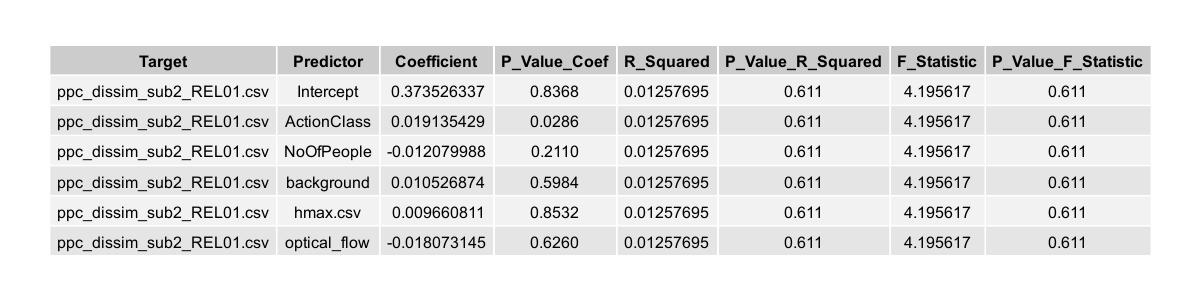 Target Predictor Coefficient P_Value_Coef R_Squared P_Value_R_Squared F_Statistic P_Value_F_Statistic
ppc_dissim_sub2_REL01.csv Intercept 0.373526337 0.8368 0.01257695 0.611 4.195617 0.611
ppc_dissim_sub2_REL01.csv ActionClass 0.019135429 0.0286 0.01257695 0.611 4.195617 0.611
ppc_dissim_sub2_REL01.csv NoOfPeople -0.012079988 0.2110 0.01257695 0.611 4.195617 0.611
ppc_dissim_sub2_REL01.csv background 0.010526874 0.5984 0.01257695 0.611 4.195617 0.611
ppc_dissim_sub2_REL01.csv hmax.csv 0.009660811 0.8532 0.01257695 0.611 4.195617 0.611
ppc_dissim_sub2_REL01.csv optical_flow -0.018073145 0.6260 0.01257695 0.611 4.195617 0.611